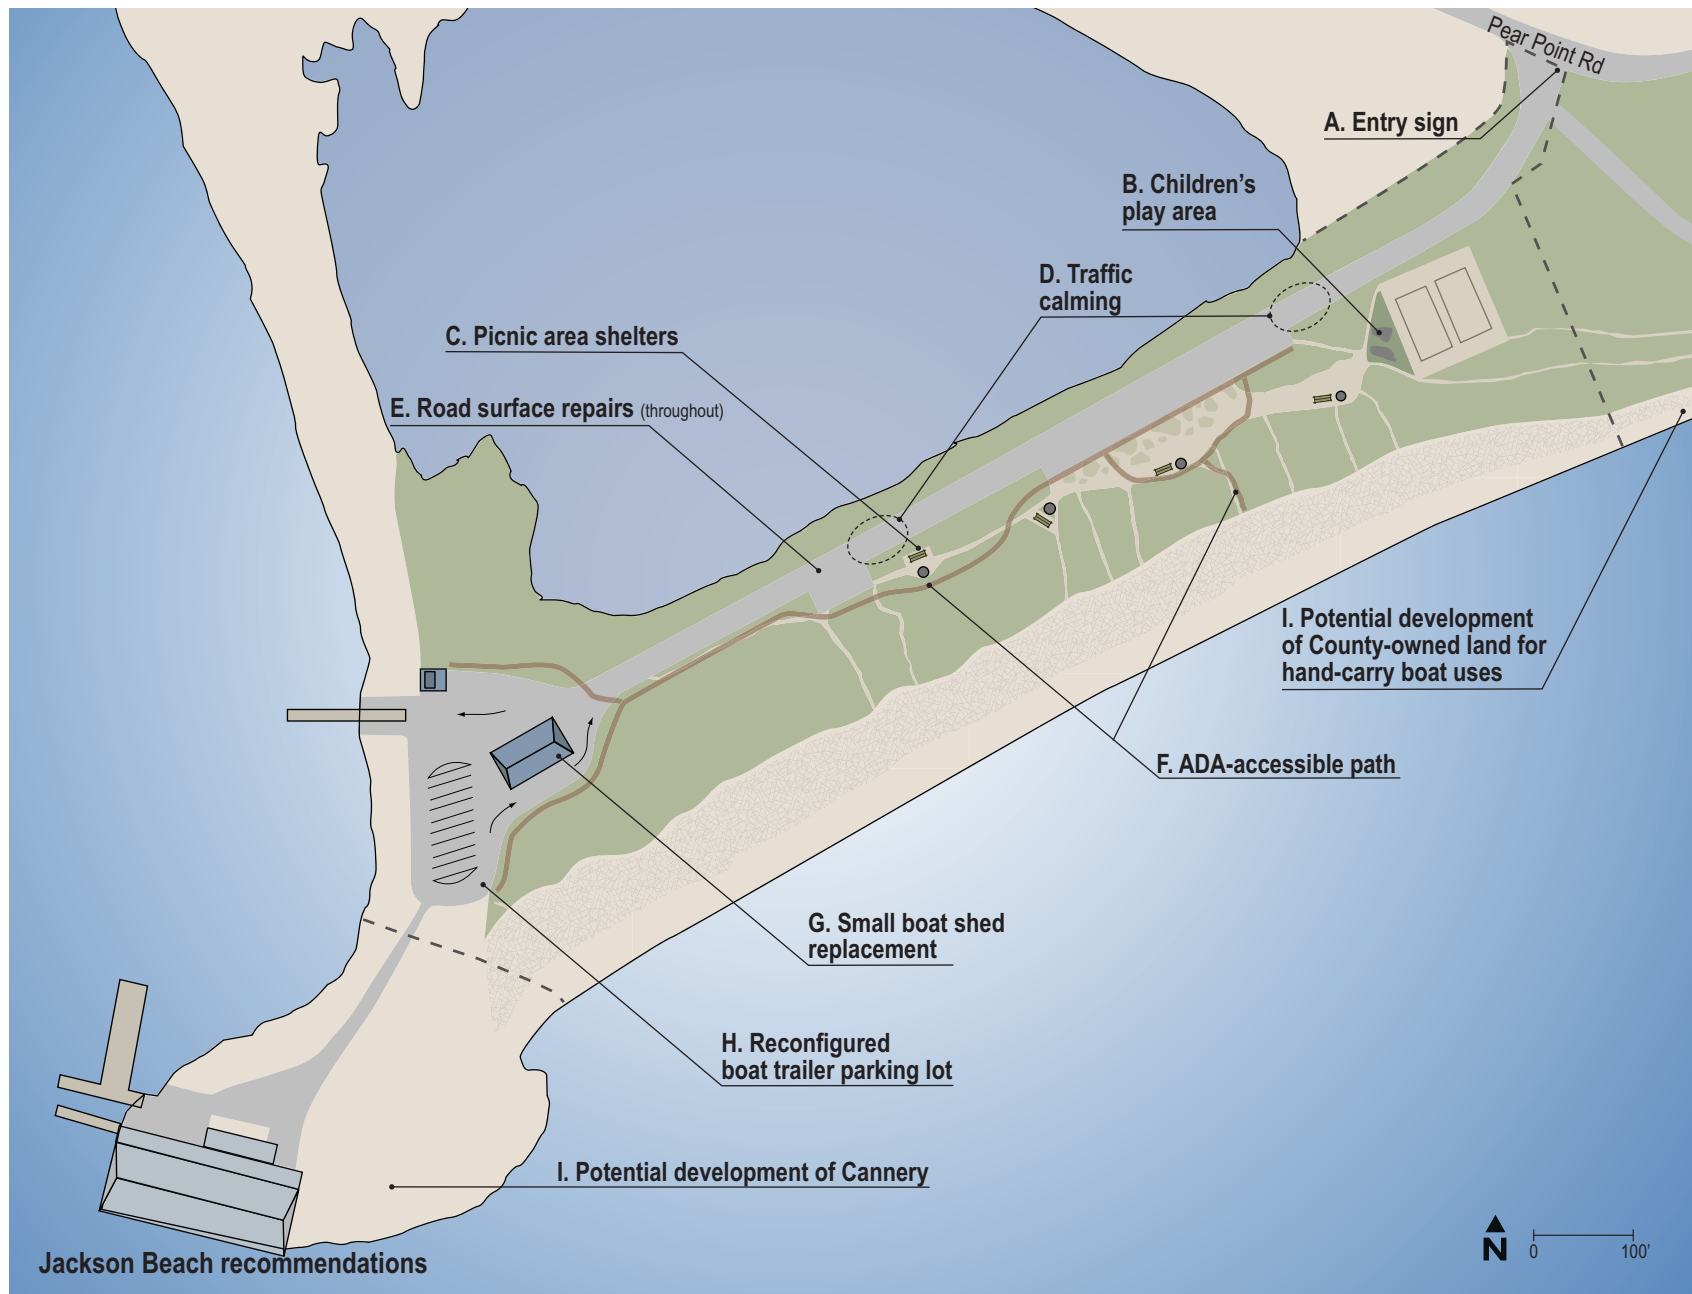 Pear Point Rd
A. Entry sign
B. Children’s
play area
D. Traffic
calming
C. Picnic area shelters
E. Road surface repairs (throughout)
I. Potential development
of County-owned land for
hand-carry boat uses
F. ADA-accessible path
G. Small boat shed
replacement
H. Reconfigured
boat trailer parking lot
I. Potential development of Cannery
Jackson Beach recommendations
N
0 100’